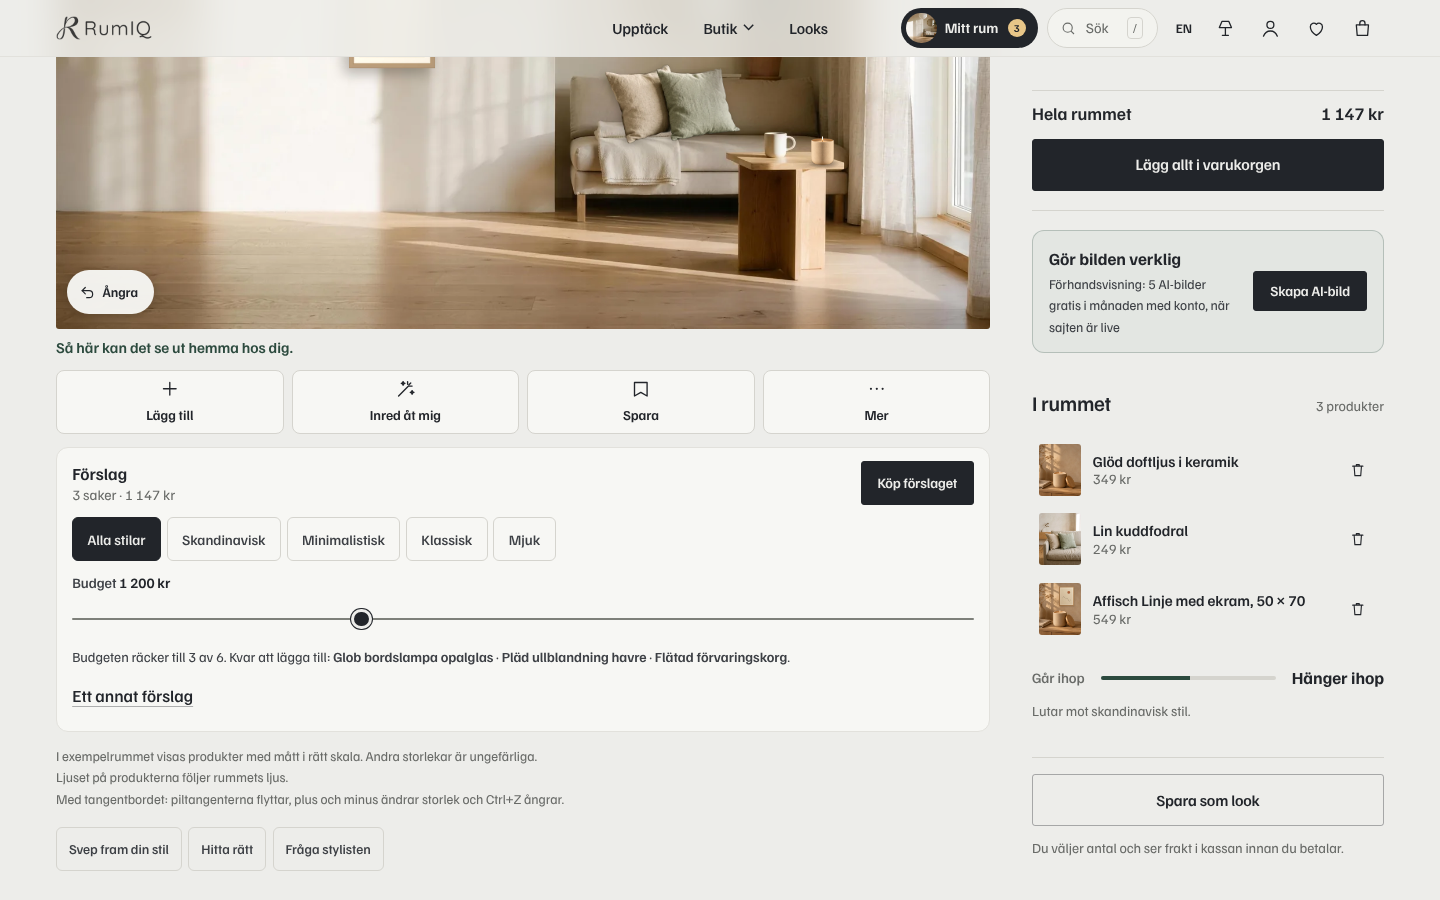 RumIQ
Upptäck
Butik
Looks
Mitt rum
3
Sök
/
EN
Ångra
Så här kan det se ut hemma hos dig.
Lägg till
Inred åt mig
Spara
Mer
Förslag
3 saker · 1 147 kr
Köp förslaget
Alla stilar
Skandinavisk
Minimalistisk
Klassisk
Mjuk
Budget 1 200 kr
Budgeten räcker till 3 av 6. Kvar att lägga till: Glob bordslampa opalglas · Pläd ullblandning havre · Flätad förvaringskorg.
Ett annat förslag
I exempelrummet visas produkter med mått i rätt skala. Andra storlekar är ungefärliga.
Ljuset på produkterna följer rummets ljus.
Med tangentbordet: piltangenterna flyttar, plus och minus ändrar storlek och Ctrl+Z ångrar.
Svep fram din stil
Hitta rätt
Fråga stylisten
Hela rummet
1 147 kr
Lägg allt i varukorgen
Gör bilden verklig
Förhandsvisning: 5 AI-bilder
gratis i månaden med konto, när
sajten är live
Skapa AI-bild
I rummet
3 produkter
Glöd doftljus i keramik
349 kr
Lin kuddfodral
249 kr
Affisch Linje med ekram, 50 × 70
549 kr
Går ihop
Hänger ihop
Lutar mot skandinavisk stil.
Spara som look
Du väljer antal och ser frakt i kassan innan du betalar.